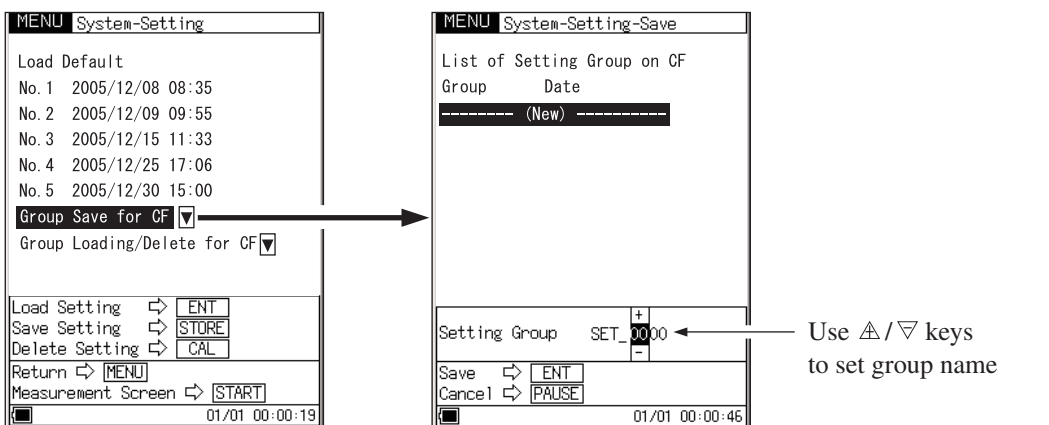 MENU System-Setting
Load Default
No. 1 2005/12/08 08:35
No. 2 2005/12/09 09:55
No. 3 2005/12/15 11:33
No. 4 2005/12/25 17:06
No. 5 2005/12/30 15:00
Group Save for CF ▼
Group Loading/Delete for CF ▼
Load Setting ⇨ ENT
Save Setting ⇨ STORE
Delete Setting ⇨ CAL
Return ⇨ MENU
Measurement Screen ⇨ START
01/01 00:00:19
MENU System-Setting-Save
List of Setting Group on CF
Group Date
-------- (New) ----------
+
Setting Group SET_0000
−
Save ⇨ ENT
Cancel ⇨ PAUSE
01/01 00:00:46
Use △/▽ keys
to set group name